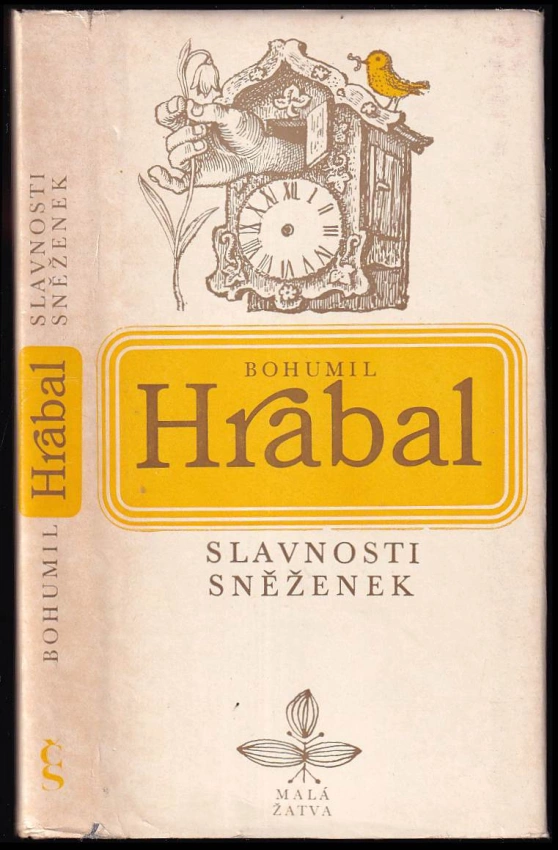 SLAVNOSTI
SNĚŽENEK
BOHUMIL
Hrabal
BOHUMIL
Hrabal
SLAVNOSTI
SNĚŽENEK
MALÁ
ŽATVA